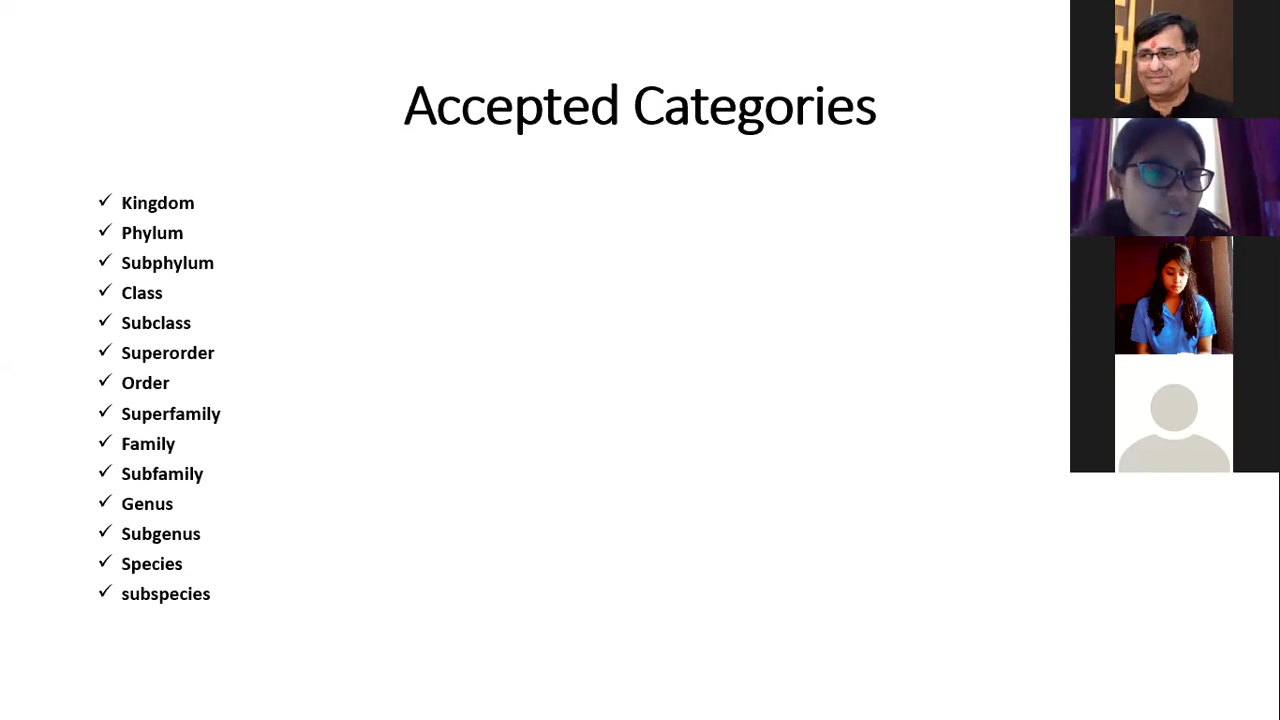 Accepted Categories
Kingdom
Phylum
Subphylum
Class
Subclass
Superorder
Order
Superfamily
Family
Subfamily
Genus
Subgenus
Species
subspecies